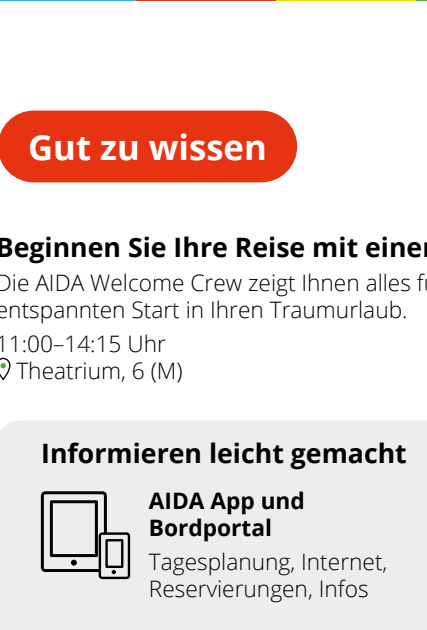 Gut zu wissen
Beginnen Sie Ihre Reise mit
Die AIDA Welcome Crew zeigt Ihnen alles
entspannten Start in Ihren Traumurlaub.
11:00–14:15 Uhr
Theatrium, 6 (M)
Informieren leicht gemacht
AIDA App und
Bordportal
Tagesplanung, Internet,
Reservierungen, Infos